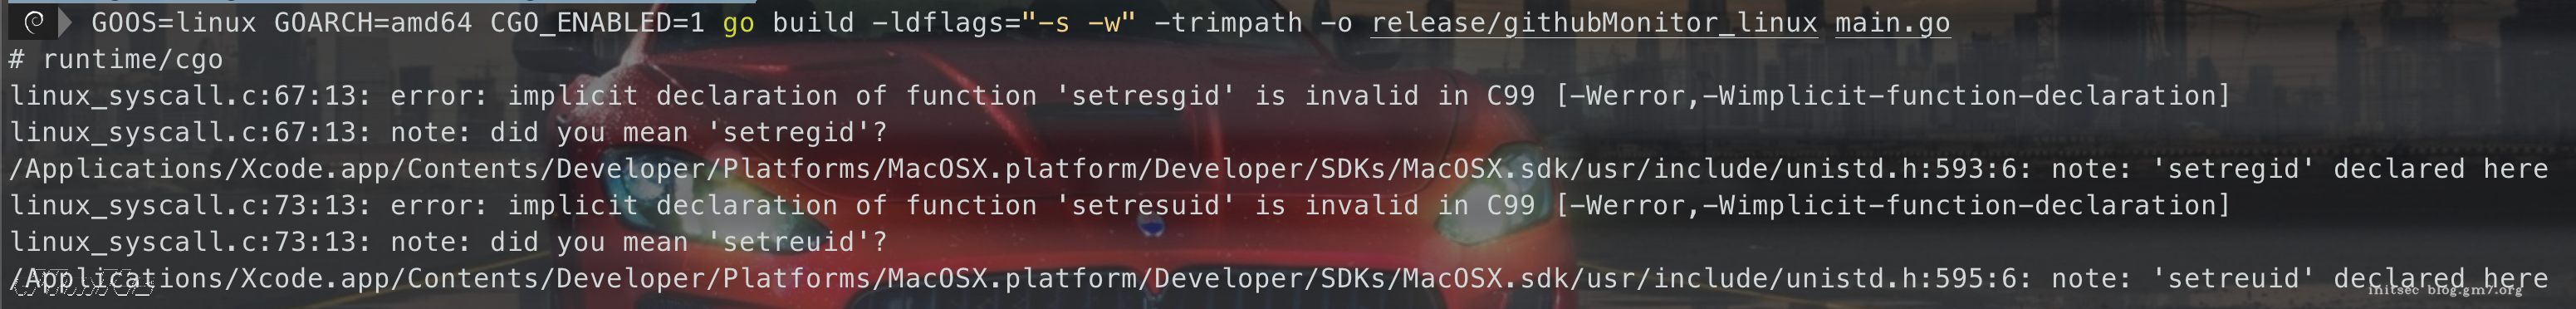 GOOS=linux GOARCH=amd64 CGO_ENABLED=1 go build -ldflags="-s -w" -trimpath -o release/githubMonitor_linux main.go
# runtime/cgo
linux_syscall.c:67:13: error: implicit declaration of function 'setresgid' is invalid in C99 [-Werror,-Wimplicit-function-declaration]
linux_syscall.c:67:13: note: did you mean 'setregid'?
/Applications/Xcode.app/Contents/Developer/Platforms/MacOSX.platform/Developer/SDKs/MacOSX.sdk/usr/include/unistd.h:593:6: note: 'setregid' declared here
linux_syscall.c:73:13: error: implicit declaration of function 'setresuid' is invalid in C99 [-Werror,-Wimplicit-function-declaration]
linux_syscall.c:73:13: note: did you mean 'setreuid'?
/Applications/Xcode.app/Contents/Developer/Platforms/MacOSX.platform/Developer/SDKs/MacOSX.sdk/usr/include/unistd.h:595:6: note: 'setreuid' declared here
initsec blog.gm7.org